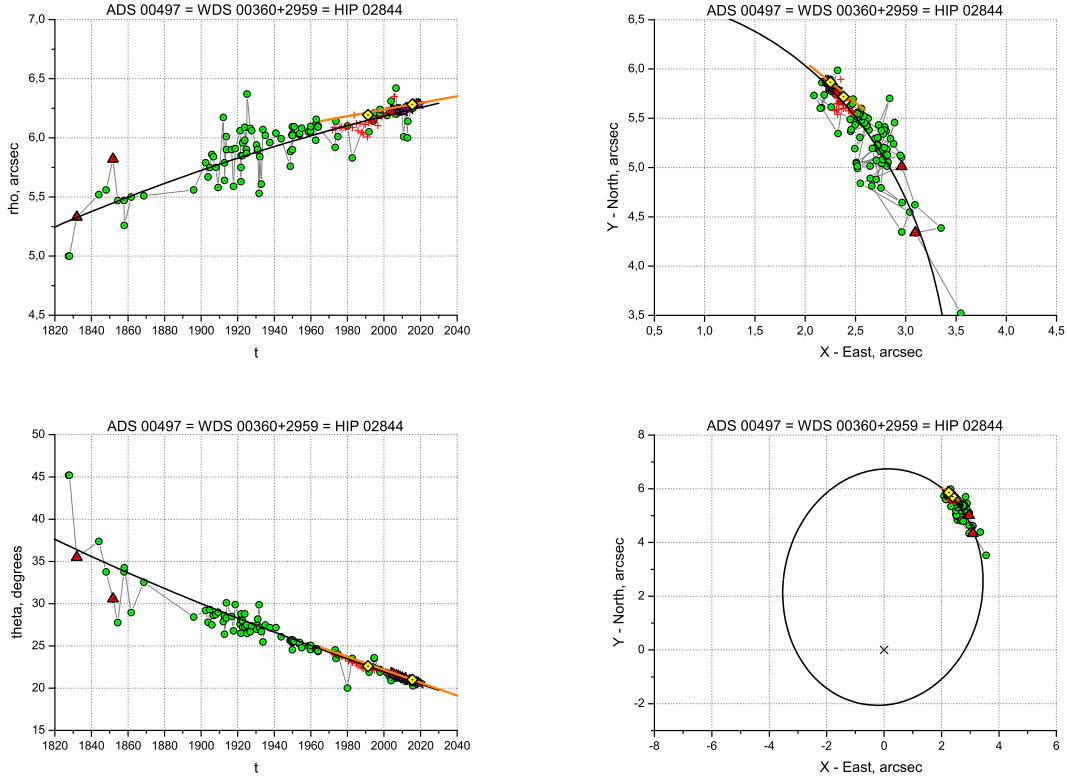 ADS 00497 = WDS 00360+2959 = HIP 02844
7,0
6,5
6,0
5,5
5,0
4,5
rho, arcsec
1820 1840 1860 1880 1900 1920 1940 1960 1980 2000 2020 2040
t
ADS 00497 = WDS 00360+2959 = HIP 02844
6,5
6,0
5,5
5,0
4,5
4,0
3,5
Y - North, arcsec
0,5 1,0 1,5 2,0 2,5 3,0 3,5 4,0 4,5
X - East, arcsec
ADS 00497 = WDS 00360+2959 = HIP 02844
50
45
40
35
30
25
20
15
theta, degrees
1820 1840 1860 1880 1900 1920 1940 1960 1980 2000 2020 2040
t
ADS 00497 = WDS 00360+2959 = HIP 02844
8
6
4
2
0
-2
Y - North, arcsec
-8 -6 -4 -2 0 2 4 6
X - East, arcsec